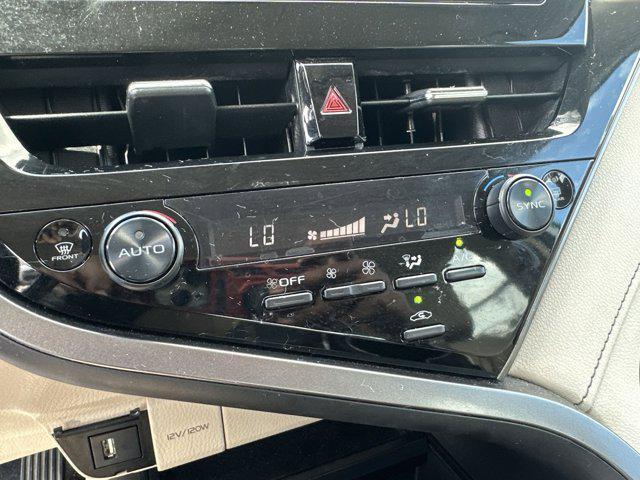 FRONT
AUTO
LO
LO
SYNC
OFF
A/C
12V/120W